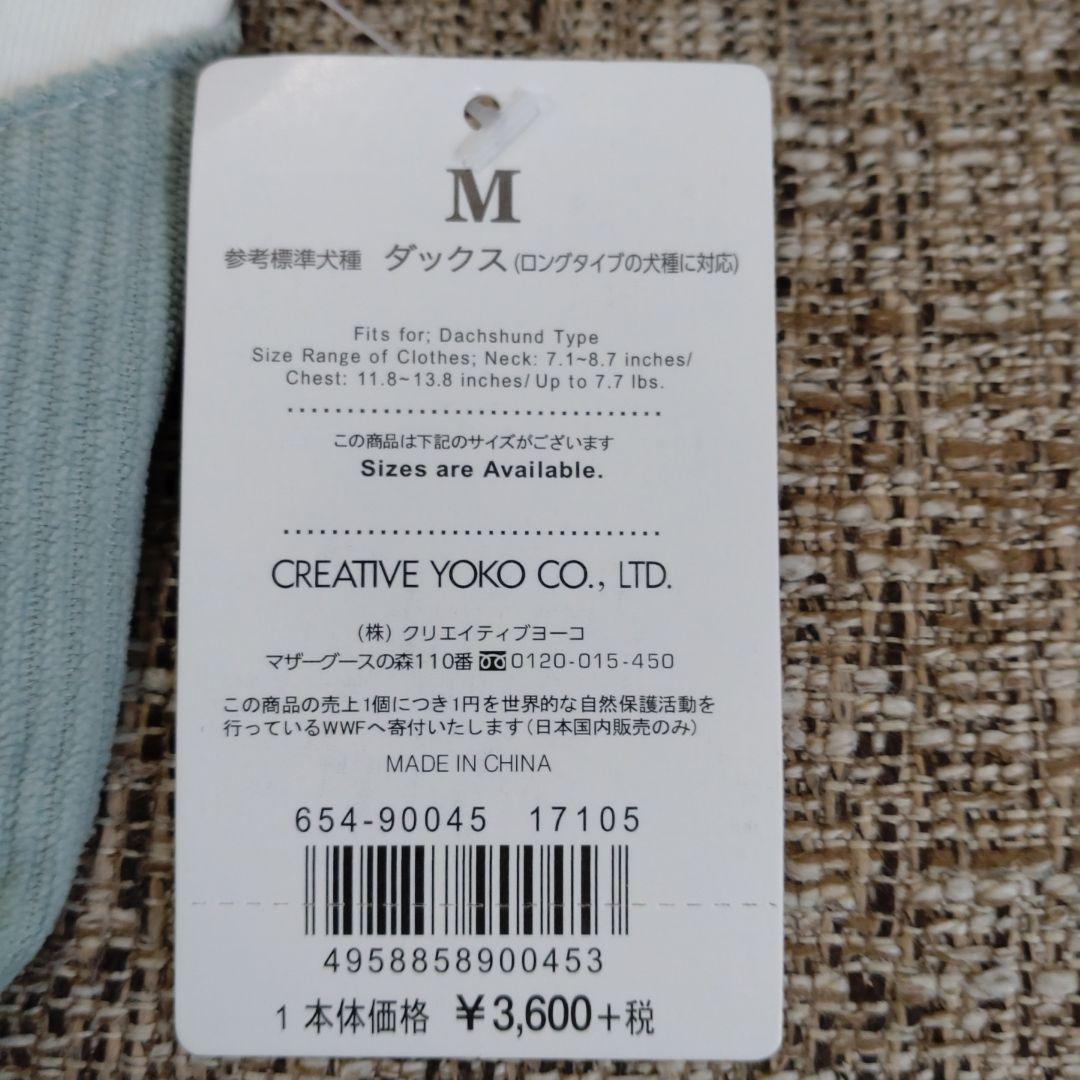 M
参考標準犬種 ダックス(ロングタイプの犬種に対応)
Fits for; Dachshund Type
Size Range of Clothes; Neck: 7.1~8.7 inches/
Chest: 11.8~13.8 inches/Up to 7.7 lbs.
この商品は下記のサイズがございます
Sizes are Available.
CREATIVE YOKO CO., LTD.
(株)クリエイティブヨーコ
マザーグースの森110番 0120-015-450
この商品の売上1個につき1円を世界的な自然保護活動を
行っているWWFへ寄付いたします(日本国内販売のみ)
MADE IN CHINA
654-90045 17105
4958858900453
1 本体価格 ¥3,600+税